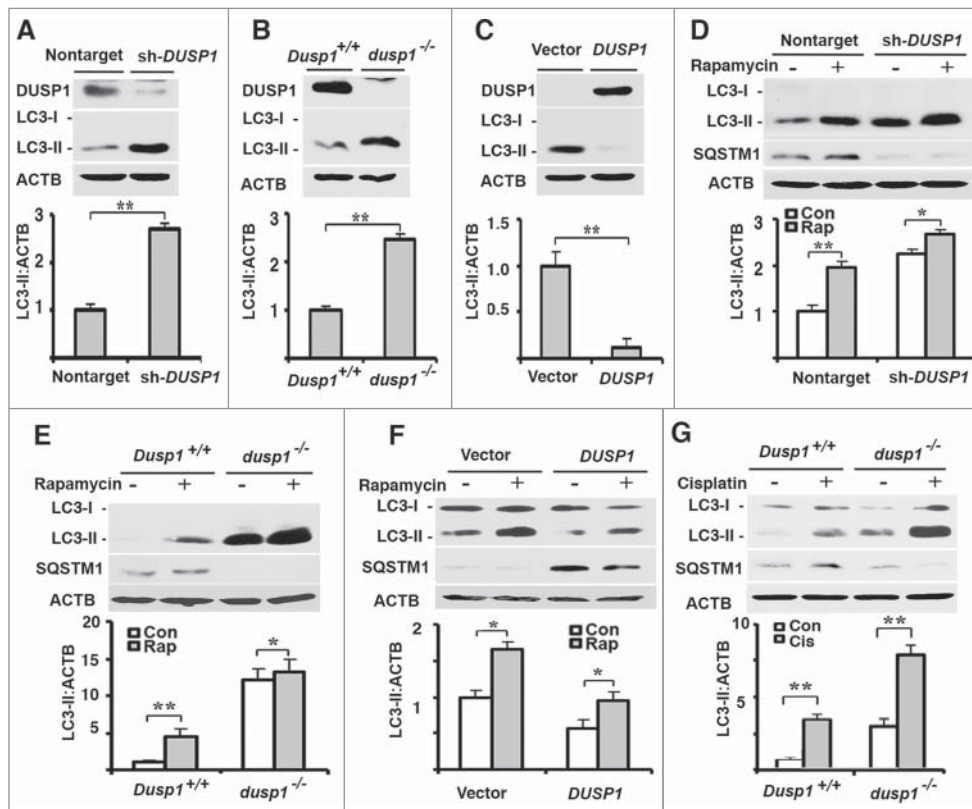 A
Nontarget sh-DUSP1
DUSP1
LC3-I -
LC3-II -
ACTB
LC3-II:ACTB
3
2
1
**
Nontarget sh-DUSP1
B
Dusp1 +/+ dusp1 -/-
DUSP1
LC3-I -
LC3-II -
ACTB
LC3-II:ACTB
3
2
1
**
Dusp1 +/+ dusp1 -/-
C
Vector DUSP1
DUSP1
LC3-I -
LC3-II -
ACTB
LC3-II:ACTB
1.5
1.0
0.5
0
**
Vector DUSP1
D
Nontarget sh-DUSP1
Rapamycin - + - +
LC3-I -
LC3-II -
SQSTM1
ACTB
LC3-II:ACTB
3
2
1
Con
Rap
**
*
Nontarget sh-DUSP1
E
Dusp1 +/+ dusp1 -/-
Rapamycin - + - +
LC3-I -
LC3-II -
SQSTM1
ACTB
LC3-II:ACTB
20
15
10
5
Con
Rap
**
*
Dusp1 +/+ dusp1 -/-
F
Vector DUSP1
Rapamycin - + - +
LC3-I -
LC3-II -
SQSTM1
ACTB
LC3-II:ACTB
2
1
Con
Rap
*
*
Vector DUSP1
G
Dusp1 +/+ dusp1 -/-
Cisplatin - + - +
LC3-I -
LC3-II -
SQSTM1
ACTB
LC3-II:ACTB
10
5
Con
Cis
**
**
Dusp1 +/+ dusp1 -/-